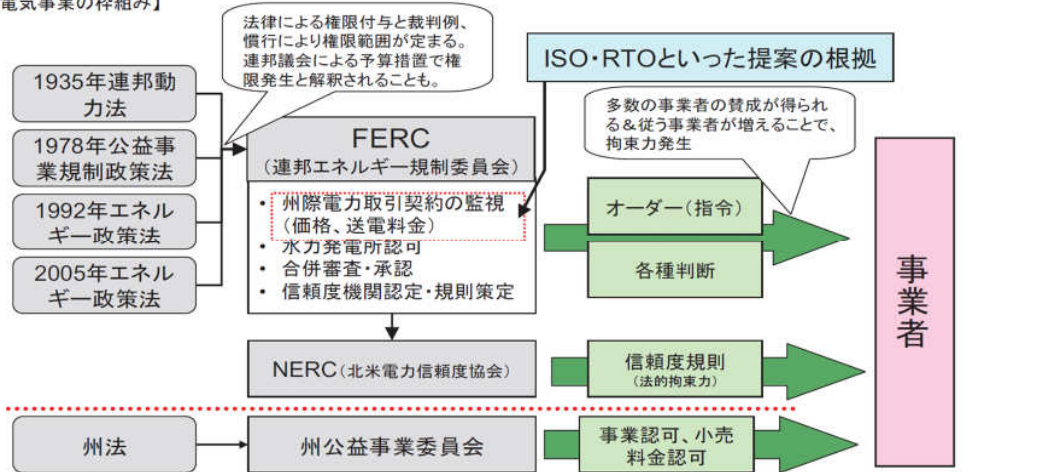 電気事業の枠組み】
法律による権限付与と裁判例、
慣行により権限範囲が定まる。
連邦議会による予算措置で権
限発生と解釈されることも。
ISO・RTOといった提案の根拠
1935年連邦動
力法
1978年公益事
業規制政策法
1992年エネル
ギー政策法
2005年エネル
ギー政策法
FERC
(連邦エネルギー規制委員会)
• 州際電力取引契約の監視
(価格、送電料金)
• 水力発電所認可
• 合併審査・承認
• 信頼度機関認定・規則策定
多数の事業者の賛成が得られ
る&従う事業者が増えることで、
拘束力発生
オーダー(指令)
各種判断
事業者
NERC(北米電力信頼度協会)
信頼度規則
(法的拘束力)
州法
州公益事業委員会
事業認可、小売
料金認可